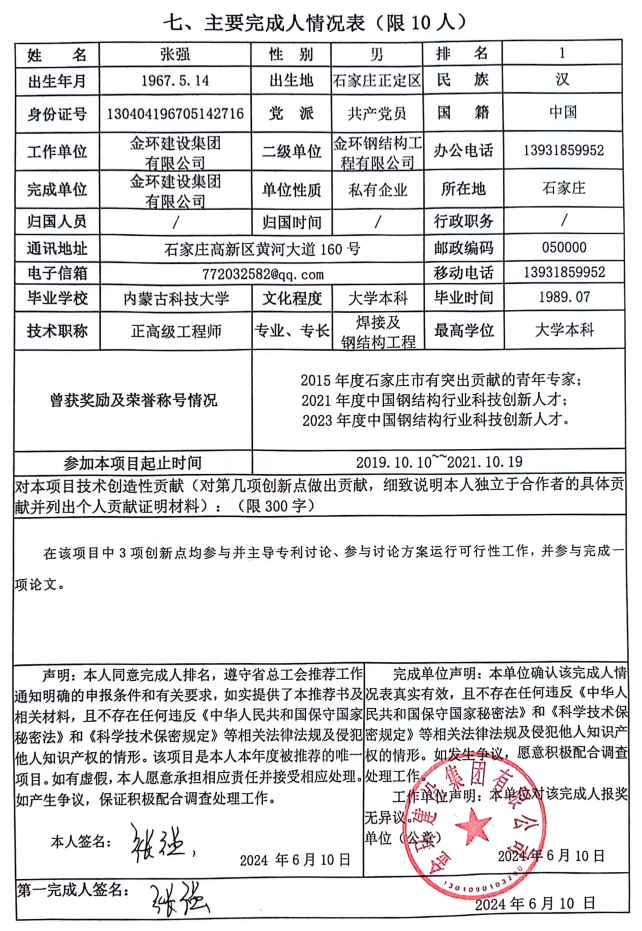 七、主要完成人情况表（限10人）
姓 名 张强 性 别 男 排 名 1
出生年月 1967.5.14 出生地 石家庄正定区 民 族 汉
身份证号 130404196705142716 党 派 共产党员 国 籍 中国
工作单位 金环建设集团有限公司 二级单位 金环钢结构工程有限公司 办公电话 13931859952
完成单位 金环建设集团有限公司 单位性质 私有企业 所在地 石家庄
归国人员 / 归国时间 / 行政职务 /
通讯地址 石家庄高新区黄河大道160号 邮政编码 050000
电子信箱 772032582@qq.com 移动电话 13931859952
毕业学校 内蒙古科技大学 文化程度 大学本科 毕业时间 1989.07
技术职称 正高级工程师 专业、专长 焊接及钢结构工程 最高学位 大学本科
曾获奖励及荣誉称号情况
2015年度石家庄市有突出贡献的青年专家；
2021年度中国钢结构行业科技创新人才；
2023年度中国钢结构行业科技创新人才。
参加本项目起止时间 2019.10.10~~2021.10.19
对本项目技术创造性贡献（对第几项创新点做出贡献，细致说明本人独立于合作者的具体贡
献并列出个人贡献证明材料）：（限300字）
在该项目中3项创新点均参与并主导专利讨论、参与讨论方案运行可行性工作，并参与完成一
项论文。
声明：本人同意完成人排名，遵守省总工会推荐工作
通知明确的申报条件和有关要求，如实提供了本推荐书及
相关材料，且不存在任何违反《中华人民共和国保守国家
秘密法》和《科学技术保密规定》等相关法律法规及侵犯
他人知识产权的情形。该项目是本人本年度被推荐的唯一
项目。如有虚假，本人愿意承担相应责任并接受相应处理。
如产生争议，保证积极配合调查处理工作。
本人签名：张强
2024 年6月10日
完成单位声明：本单位确认该完成人情
况表真实有效，且不存在任何违反《中华人
民共和国保守国家秘密法》和《科学技术保
密规定》等相关法律法规及侵犯他人知识产
权的情形。如发生争议，愿意积极配合调查
处理工作。
工作单位声明：本单位对该完成人报奖
无异议。
单位（公章）
2024年6月10日
金环建设集团有限公司
第一完成人签名：张强
2024年6月10日